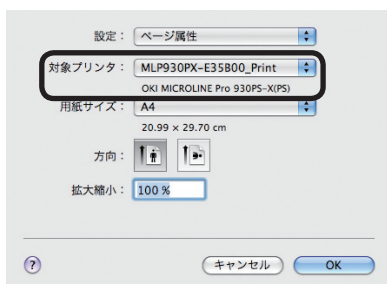 設定： ページ属性
対象プリンタ： MLP930PX-E35B00_Print
OKI MICROLINE Pro 930PS-X(PS)
用紙サイズ： A4
20.99 × 29.70 cm
方向：
拡大縮小： 100 %
? キャンセル OK